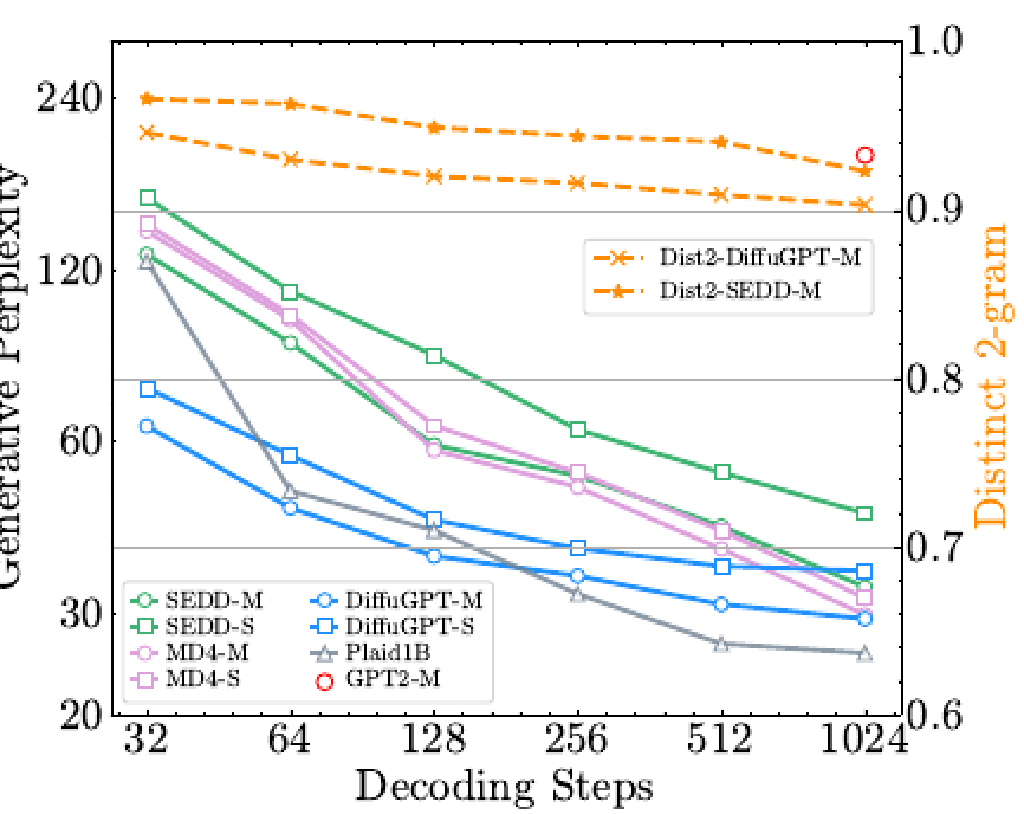 Generative Perplexity
240
120
60
30
20
1.0
0.9
0.8
0.7
0.6
Distinct 2-gram
Dist2-DiffuGPT-M
Dist2-SEDD-M
SEDD-M
SEDD-S
MD4-M
MD4-S
DiffuGPT-M
DiffuGPT-S
Plaid1B
GPT2-M
32 64 128 256 512 1024
Decoding Steps